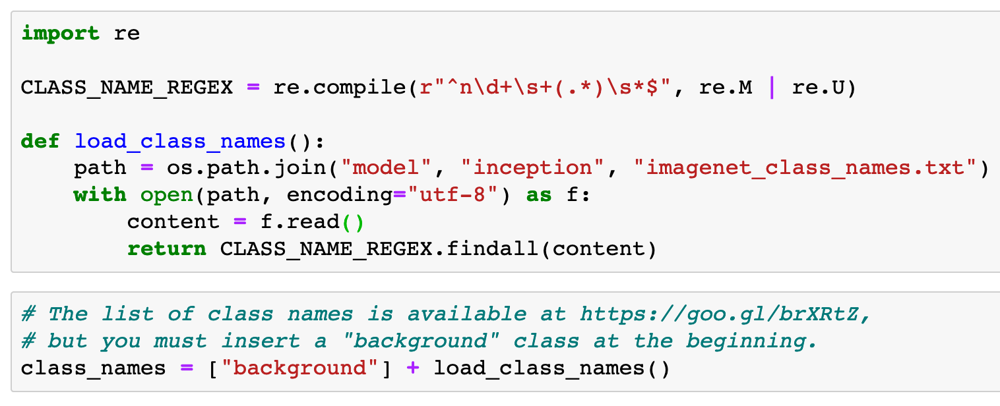 import re
CLASS_NAME_REGEX = re.compile(r"^n\d+\s+(.*)\s*$", re.M | re.U)
def load_class_names():
    path = os.path.join("model", "inception", "imagenet_class_names.txt")
    with open(path, encoding="utf-8") as f:
        content = f.read()
        return CLASS_NAME_REGEX.findall(content)
# The list of class names is available at https://goo.gl/brXRtZ,
# but you must insert a "background" class at the beginning.
class_names = ["background"] + load_class_names()